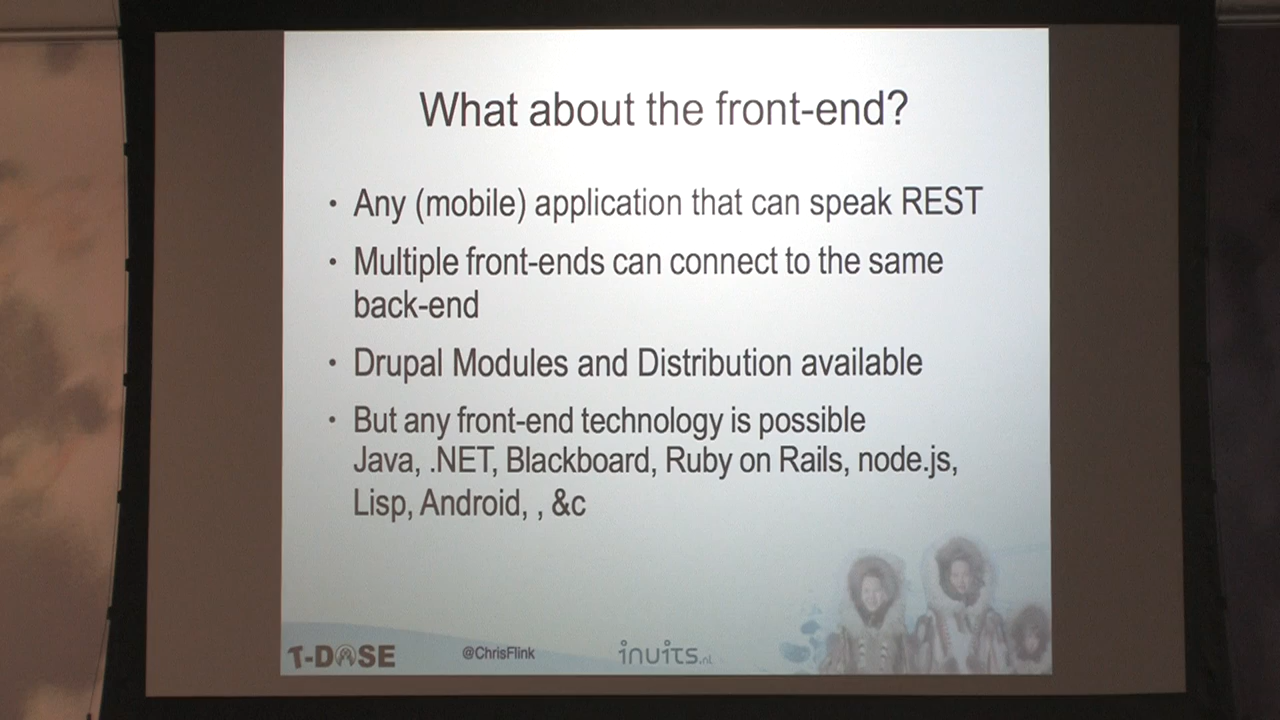 What about the front-end?
• Any (mobile) application that can speak REST
• Multiple front-ends can connect to the same
back-end
• Drupal Modules and Distribution available
• But any front-end technology is possible
Java, .NET, Blackboard, Ruby on Rails, node.js,
Lisp, Android, , &c
T-DOSE @ChrisFlink inuits.nl